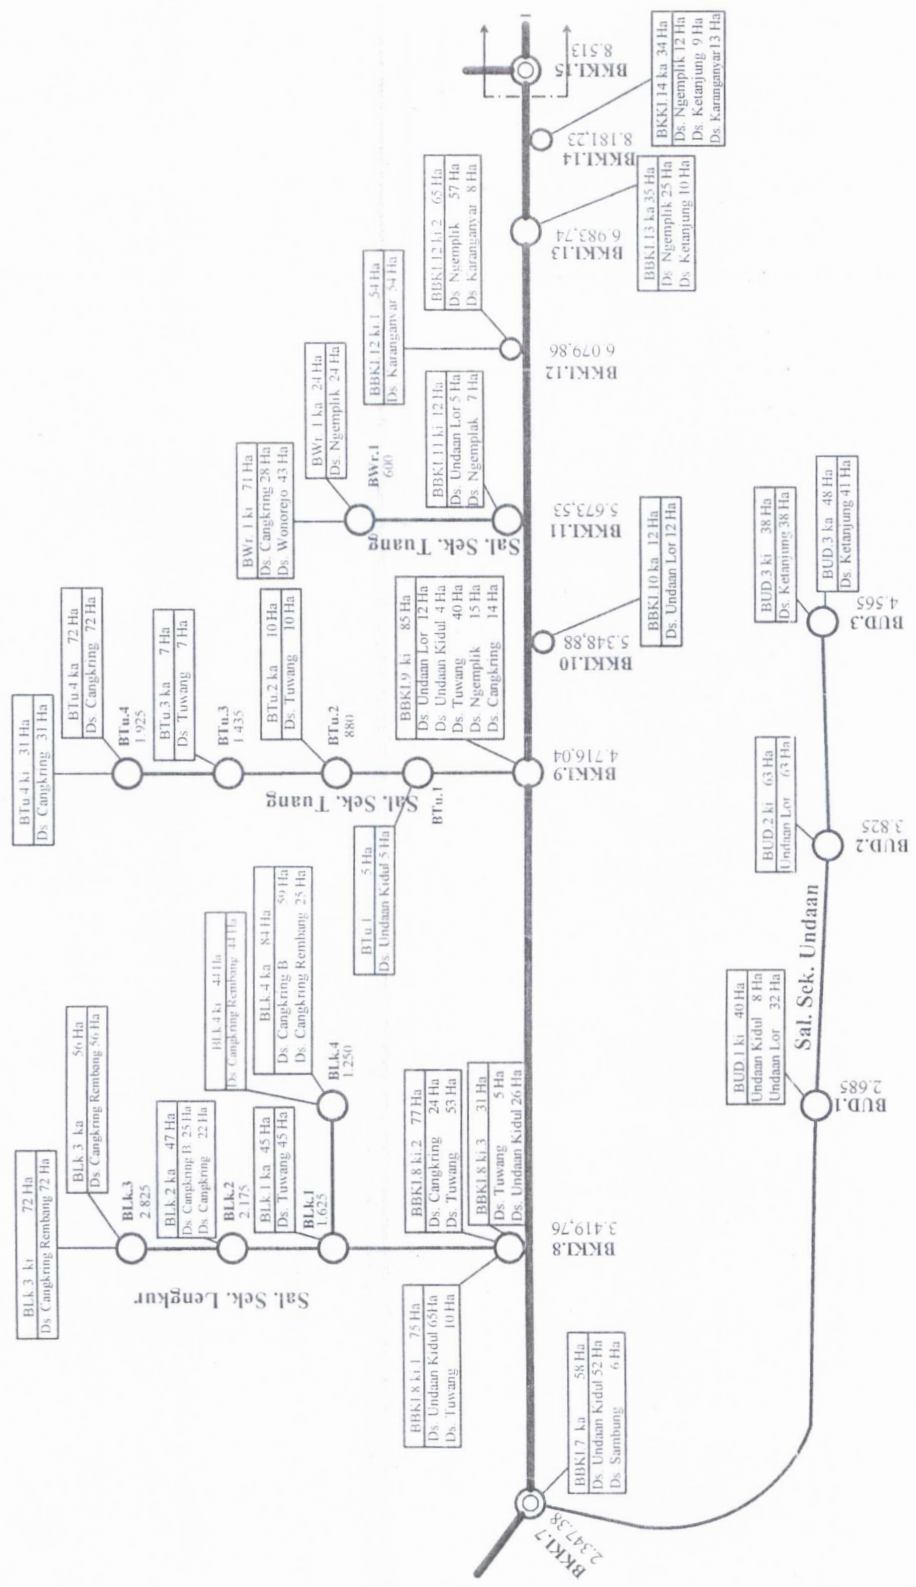 BLk 3 ki 72 Ha
Ds Cangkring Rembang 72 Ha
BLk 3 ka 56 Ha
Ds Cangkring Rembang 56 Ha
BLk.3
2.825
BLk.2 ka 47 Ha
Ds Cangkring B 25 Ha
Ds Cangkring 22 Ha
BLk.2
2.175
BLk.1 ka 45 Ha
Ds. Tuwang 45 Ha
BLk.1
1.625
BLk 4 ki 44 Ha
Ds Cangkring Rembang 44 Ha
BLk.4 ka 84 Ha
Ds. Cangkring B 59 Ha
Ds. Cangkring Rembang 25 Ha
BLk.4
1.250
Sal. Sek. Lengkur
BBKl.8 ki.1 75 Ha
Ds. Undaan Kidul 65Ha
Ds. Tuwang 10 Ha
BBKl.8 ki.2 77 Ha
Ds. Cangkring 24 Ha
Ds. Tuwang 53 Ha
BBKl.8 ki.3 31 Ha
Ds. Tuwang 5 Ha
Ds. Undaan Kidul 26 Ha
BKKl.8
3.419,76
BBKl.7 ka 58 Ha
Ds. Undaan Kidul 52 Ha
Ds Sambung 6 Ha
BKKl.7
2.347.38
BTu.4 ki 31 Ha
Ds Cangkring 31 Ha
BTu.4 ka 72 Ha
Ds. Cangkring 72 Ha
BTu.4
1.925
BTu.3 ka 7 Ha
Ds Tuwang 7 Ha
BTu.3
1.435
BTu.2 ka 10 Ha
Ds. Tuwang 10 Ha
BTu.2
880
BTu.1 5 Ha
Ds. Undaan Kidul 5 Ha
BTu.1
Sal. Sek. Tuang
BBKl.9 ki 85 Ha
Ds Undaan Lor 12 Ha
Ds Undaan Kidul 4 Ha
Ds. Tuwang 40 Ha
Ds. Ngemplik 15 Ha
Ds. Cangkring 14 Ha
BKKl.9
4.716,04
BWr. 1 ki 71 Ha
Ds. Cangkring 28 Ha
Ds. Wonorejo 43 Ha
BWr 1 ka 24 Ha
Ds. Ngemplik 24 Ha
BWr.1
600
Sal. Sek. Tuang
BBKl.11 ki 12 Ha
Ds. Undaan Lor 5 Ha
Ds. Ngemplak 7 Ha
BKKl.11
5.673,53
BBKl.10 ka 12 Ha
Ds. Undaan Lor 12 Ha
BKKl.10
5.348,88
BBKl.12 ki 1 54 Ha
Ds Karanganyar 54 Ha
BBKl.12 ki 2 65 Ha
Ds Ngemplik 57 Ha
Ds Karanganyar 8 Ha
BKKl.12
6.079.86
BBKl.13 ka 35 Ha
Ds Ngemplik 25 Ha
Ds Ketanjung 10 Ha
BKKl.13
6.983,74
BKKl.14 ka 34 Ha
Ds. Ngemplik 12 Ha
Ds. Ketanjung 9 Ha
Ds. Karanganyar13 Ha
BKKl.14
8.181,23
BKKl.15
8.513
BUD.1 ki 40 Ha
Undaan Kidul 8 Ha
Undaan Lor 32 Ha
BUD.1
2.685
Sal. Sek. Undaan
BUD.2 ki 63 Ha
Undaan Lor 63 Ha
BUD.2
3.825
BUD.3 ki 38 Ha
Ds. Ketanjung 38 Ha
BUD.3 ka 48 Ha
Ds. Ketanjung 41 Ha
BUD.3
4.565